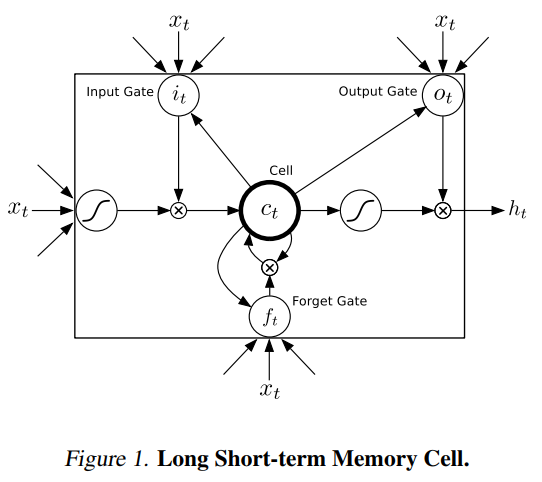 x_t x_t
Input Gate i_t Output Gate o_t
Cell
x_t c_t h_t
Forget Gate
f_t
x_t
Figure 1. Long Short-term Memory Cell.